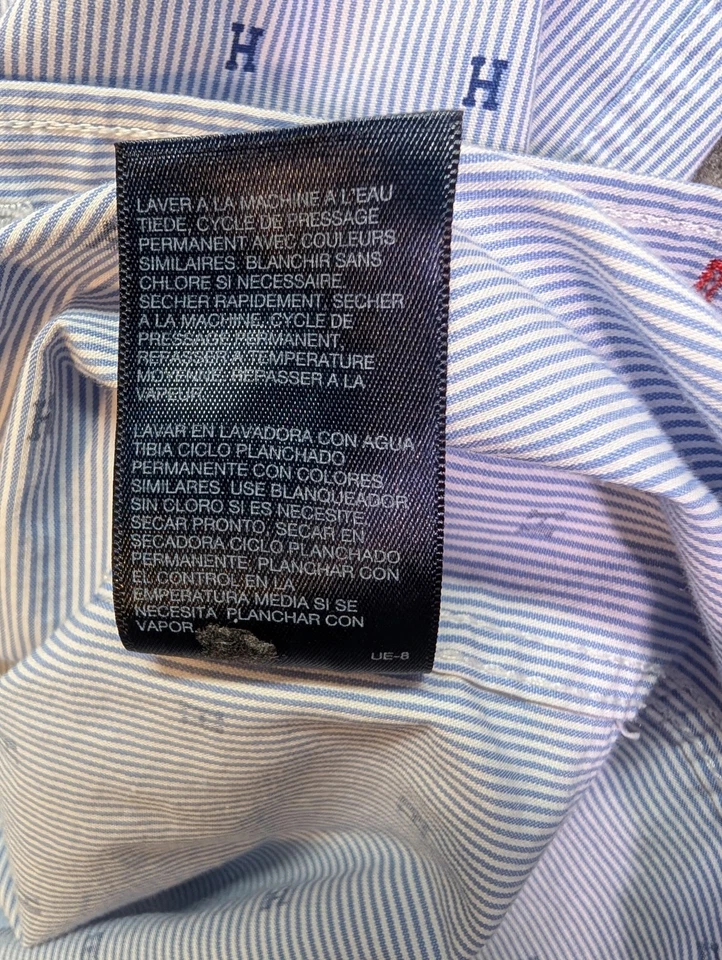 H
H
LAVER A LA MACHINE A L'EAU
TIEDE. CYCLE DE PRESSAGE
PERMANENT AVEC COULEURS
SIMILAIRES. BLANCHIR SANS
CHLORE SI NECESSAIRE.
SECHER RAPIDEMENT, SECHER
A LA MACHINE, CYCLE DE
PRESSAGE PERMANENT.
REPASSER A TEMPERATURE
MOYENNE. REPASSER A LA
VAPEUR.
LAVAR EN LAVADORA CON AGUA
TIBIA CICLO PLANCHADO
PERMANENTE CON COLORES
SIMILARES. USE BLANQUEADOR
SIN CLORO SI ES NECESITE
SECAR PRONTO, SECAR EN
SECADORA CICLO PLANCHADO
PERMANENTE. PLANCHAR CON
EL CONTROL EN LA
EMPERATURA MEDIA SI SE
NECESITA, PLANCHAR CON
VAPOR.
UE-8